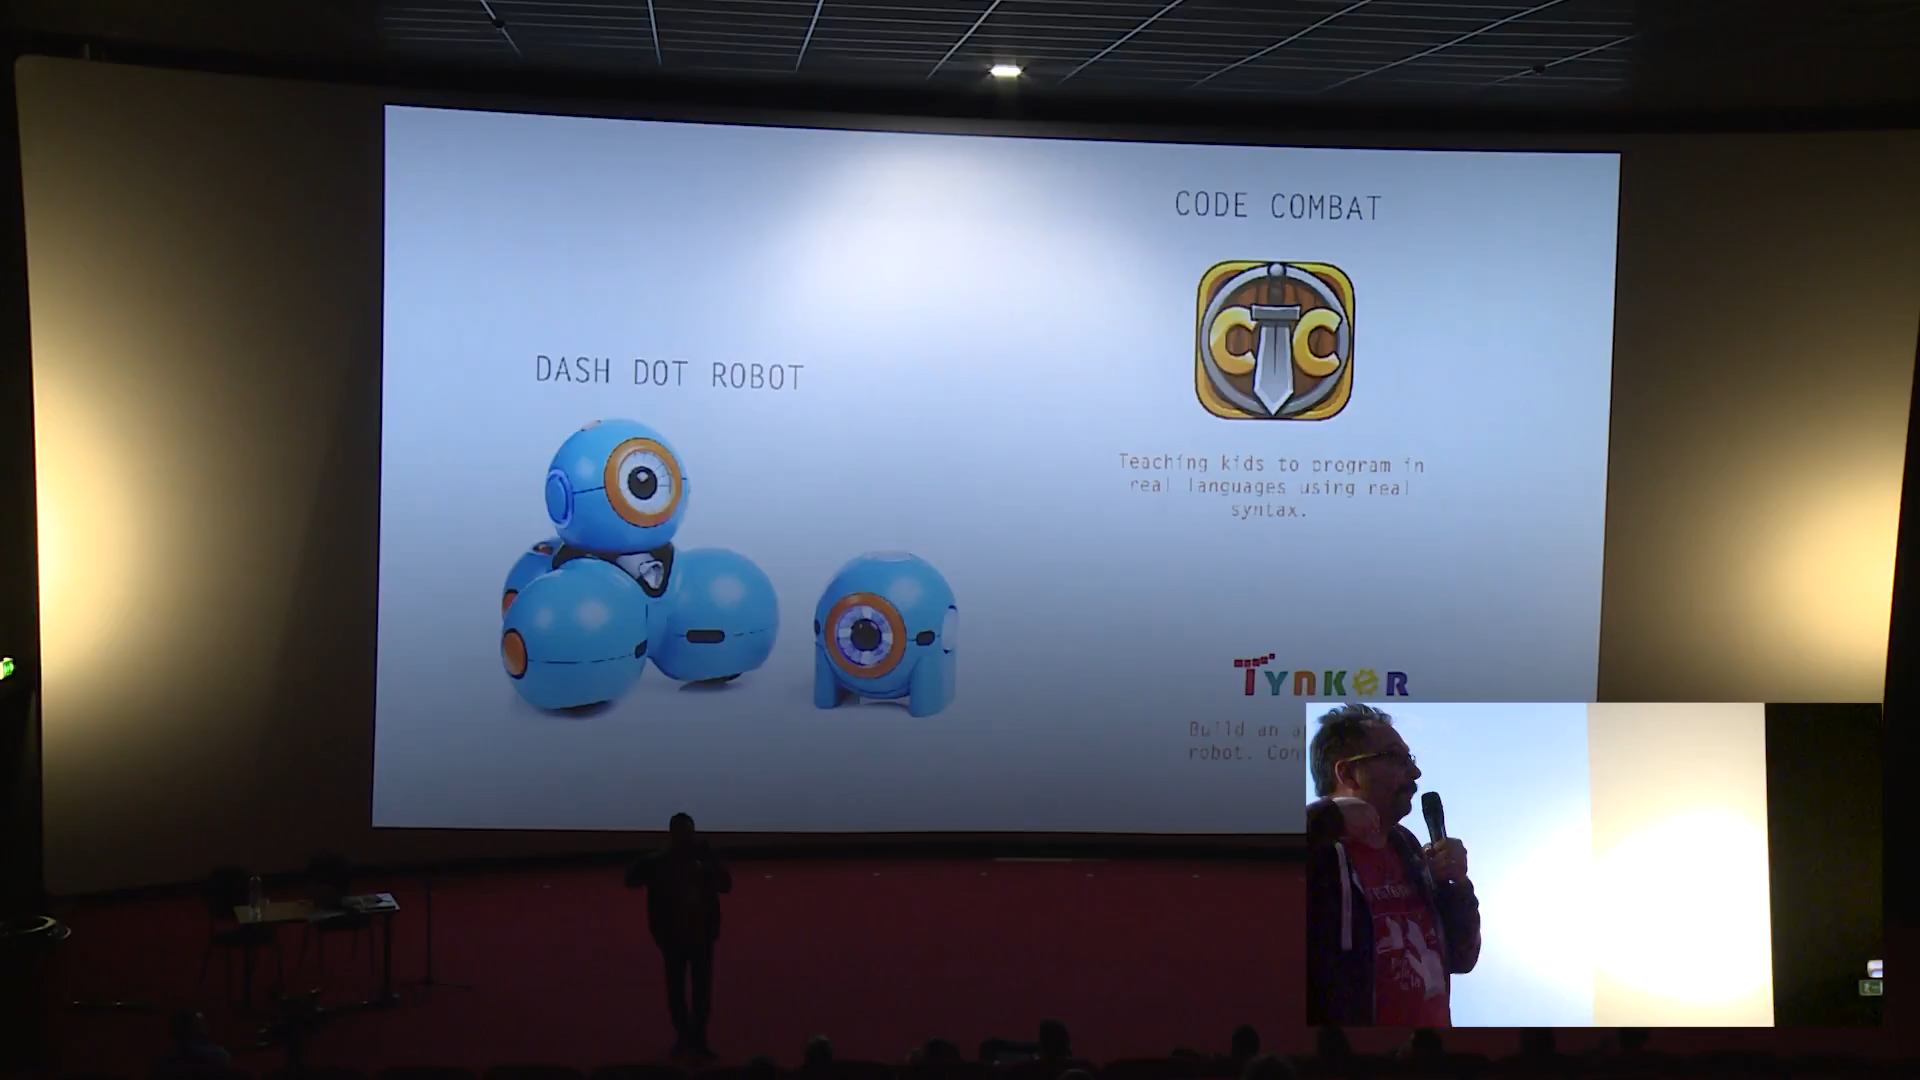 CODE COMBAT
DASH DOT ROBOT
CTC
Teaching kids to program in
real languages using real
syntax.
TYNKER
Build an
robot.